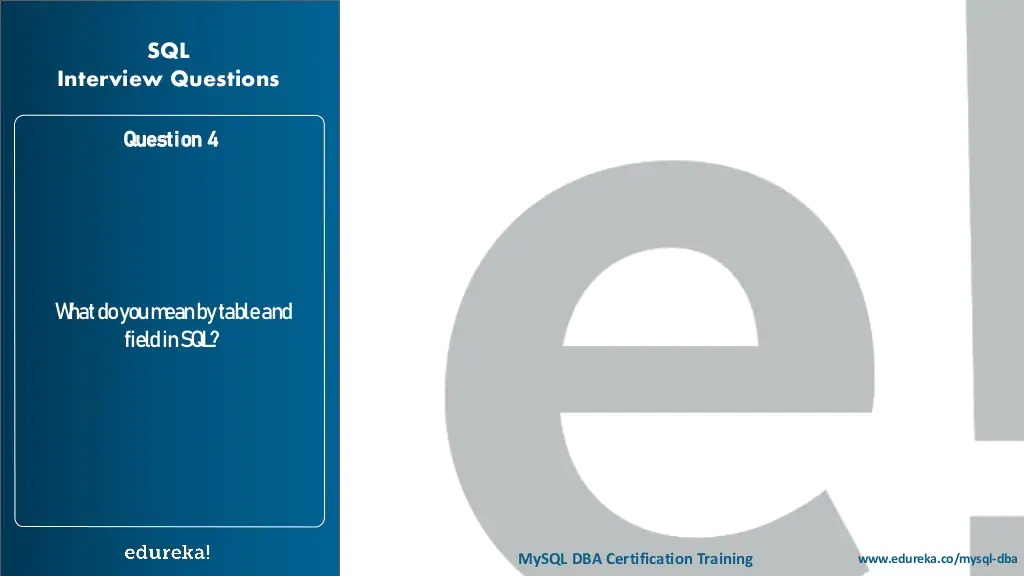 SQL
Interview Questions
Question 4
What do you mean by table and
field in SQL?
edureka!
e!
MySQL DBA Certification Training
www.edureka.co/mysql-dba